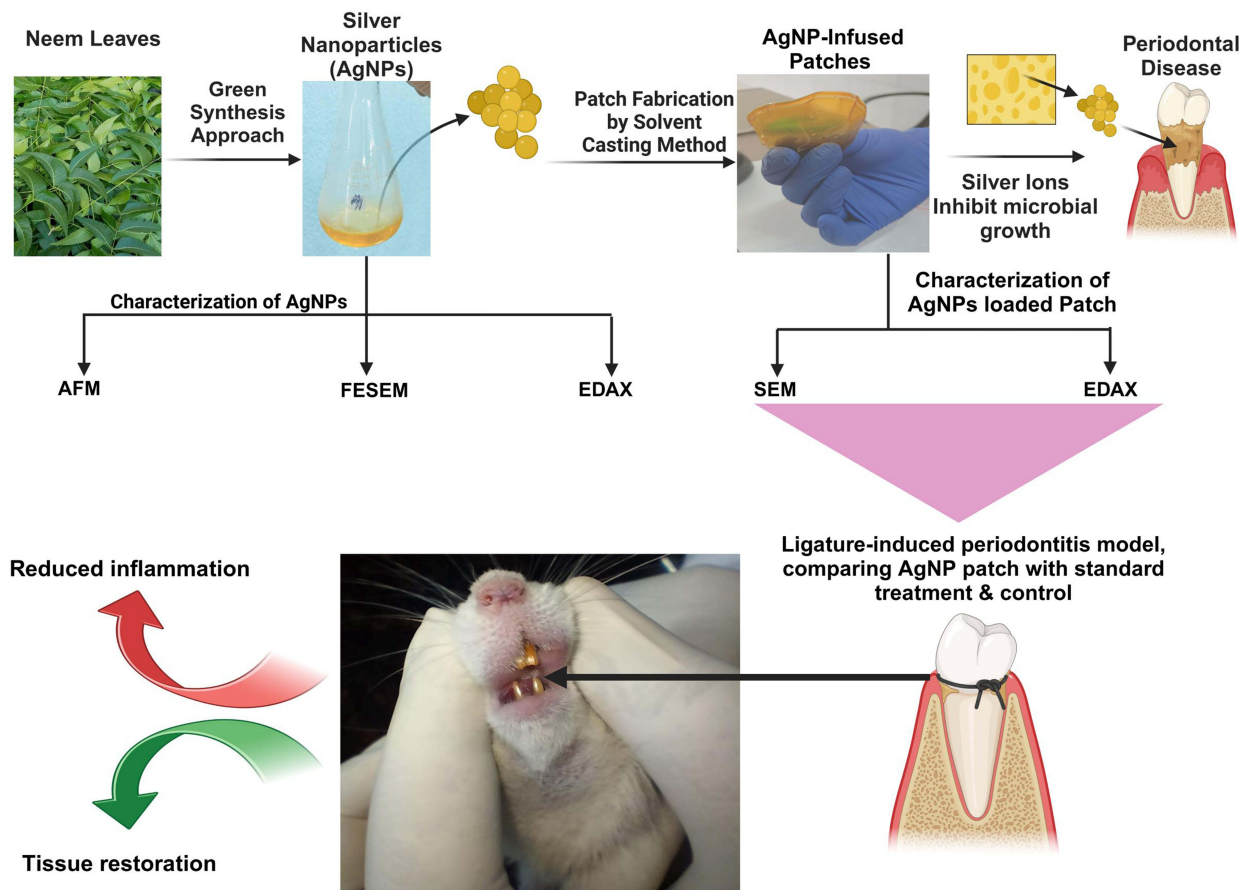 Neem Leaves
Green
Synthesis
Approach
Silver
Nanoparticles
(AgNPs)
Patch Fabrication
by Solvent
Casting Method
AgNP-Infused
Patches
Silver Ions
Inhibit microbial
growth
Periodontal
Disease
Characterization of AgNPs
AFM
FESEM
EDAX
Characterization of
AgNPs loaded Patch
SEM
EDAX
Ligature-induced periodontitis model,
comparing AgNP patch with standard
treatment & control
Reduced inflammation
Tissue restoration